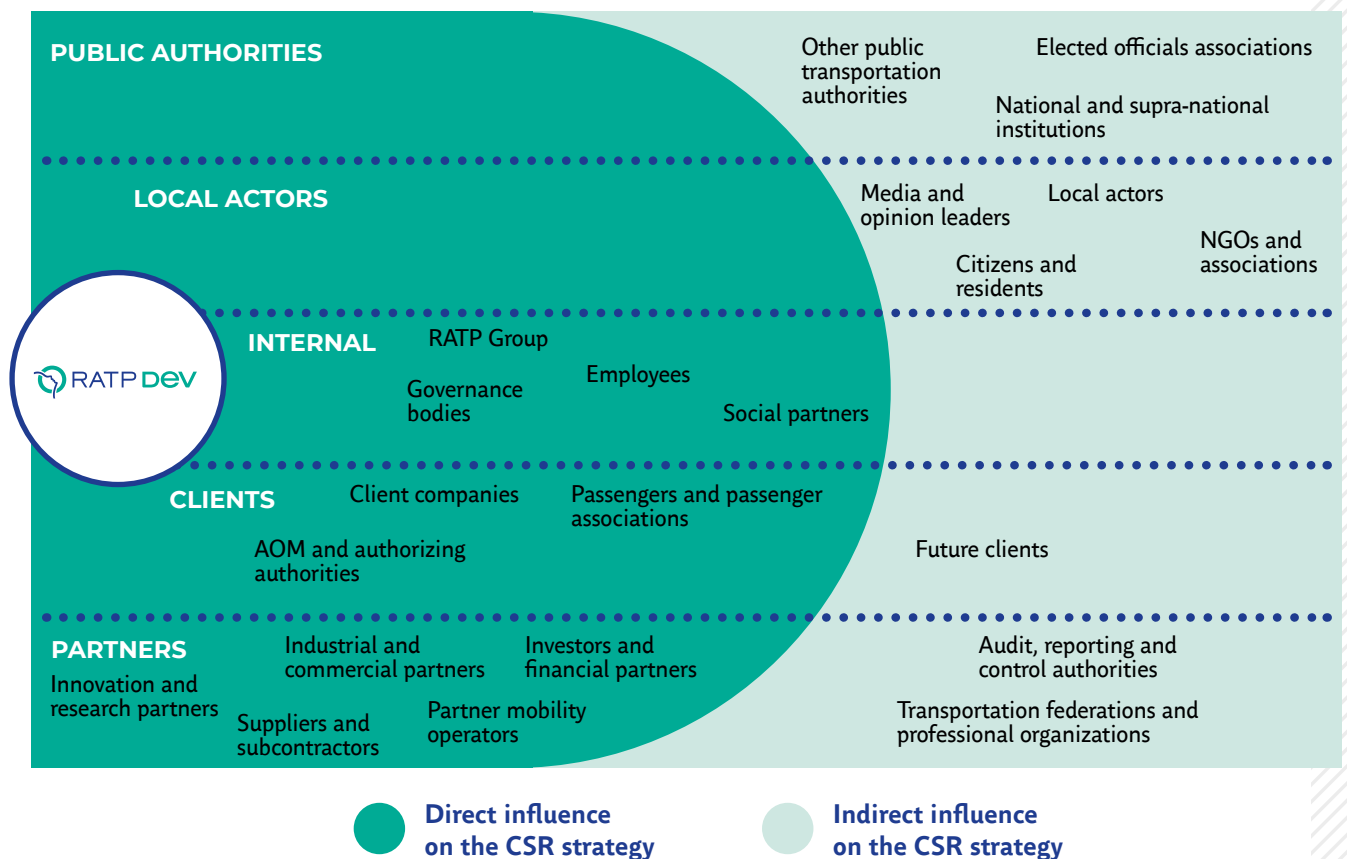 PUBLIC AUTHORITIES
Other public
transportation
authorities
Elected officials associations
National and supra-national
institutions
LOCAL ACTORS
Media and
opinion leaders
Local actors
NGOs and
associations
Citizens and
residents
RATP DEV
INTERNAL
RATP Group
Employees
Governance
bodies
Social partners
CLIENTS
Client companies
Passengers and passenger
associations
AOM and authorizing
authorities
Future clients
PARTNERS
Innovation and
research partners
Industrial and
commercial partners
Investors and
financial partners
Suppliers and
subcontractors
Partner mobility
operators
Audit, reporting and
control authorities
Transportation federations and
professional organizations
Direct influence
on the CSR strategy
Indirect influence
on the CSR strategy